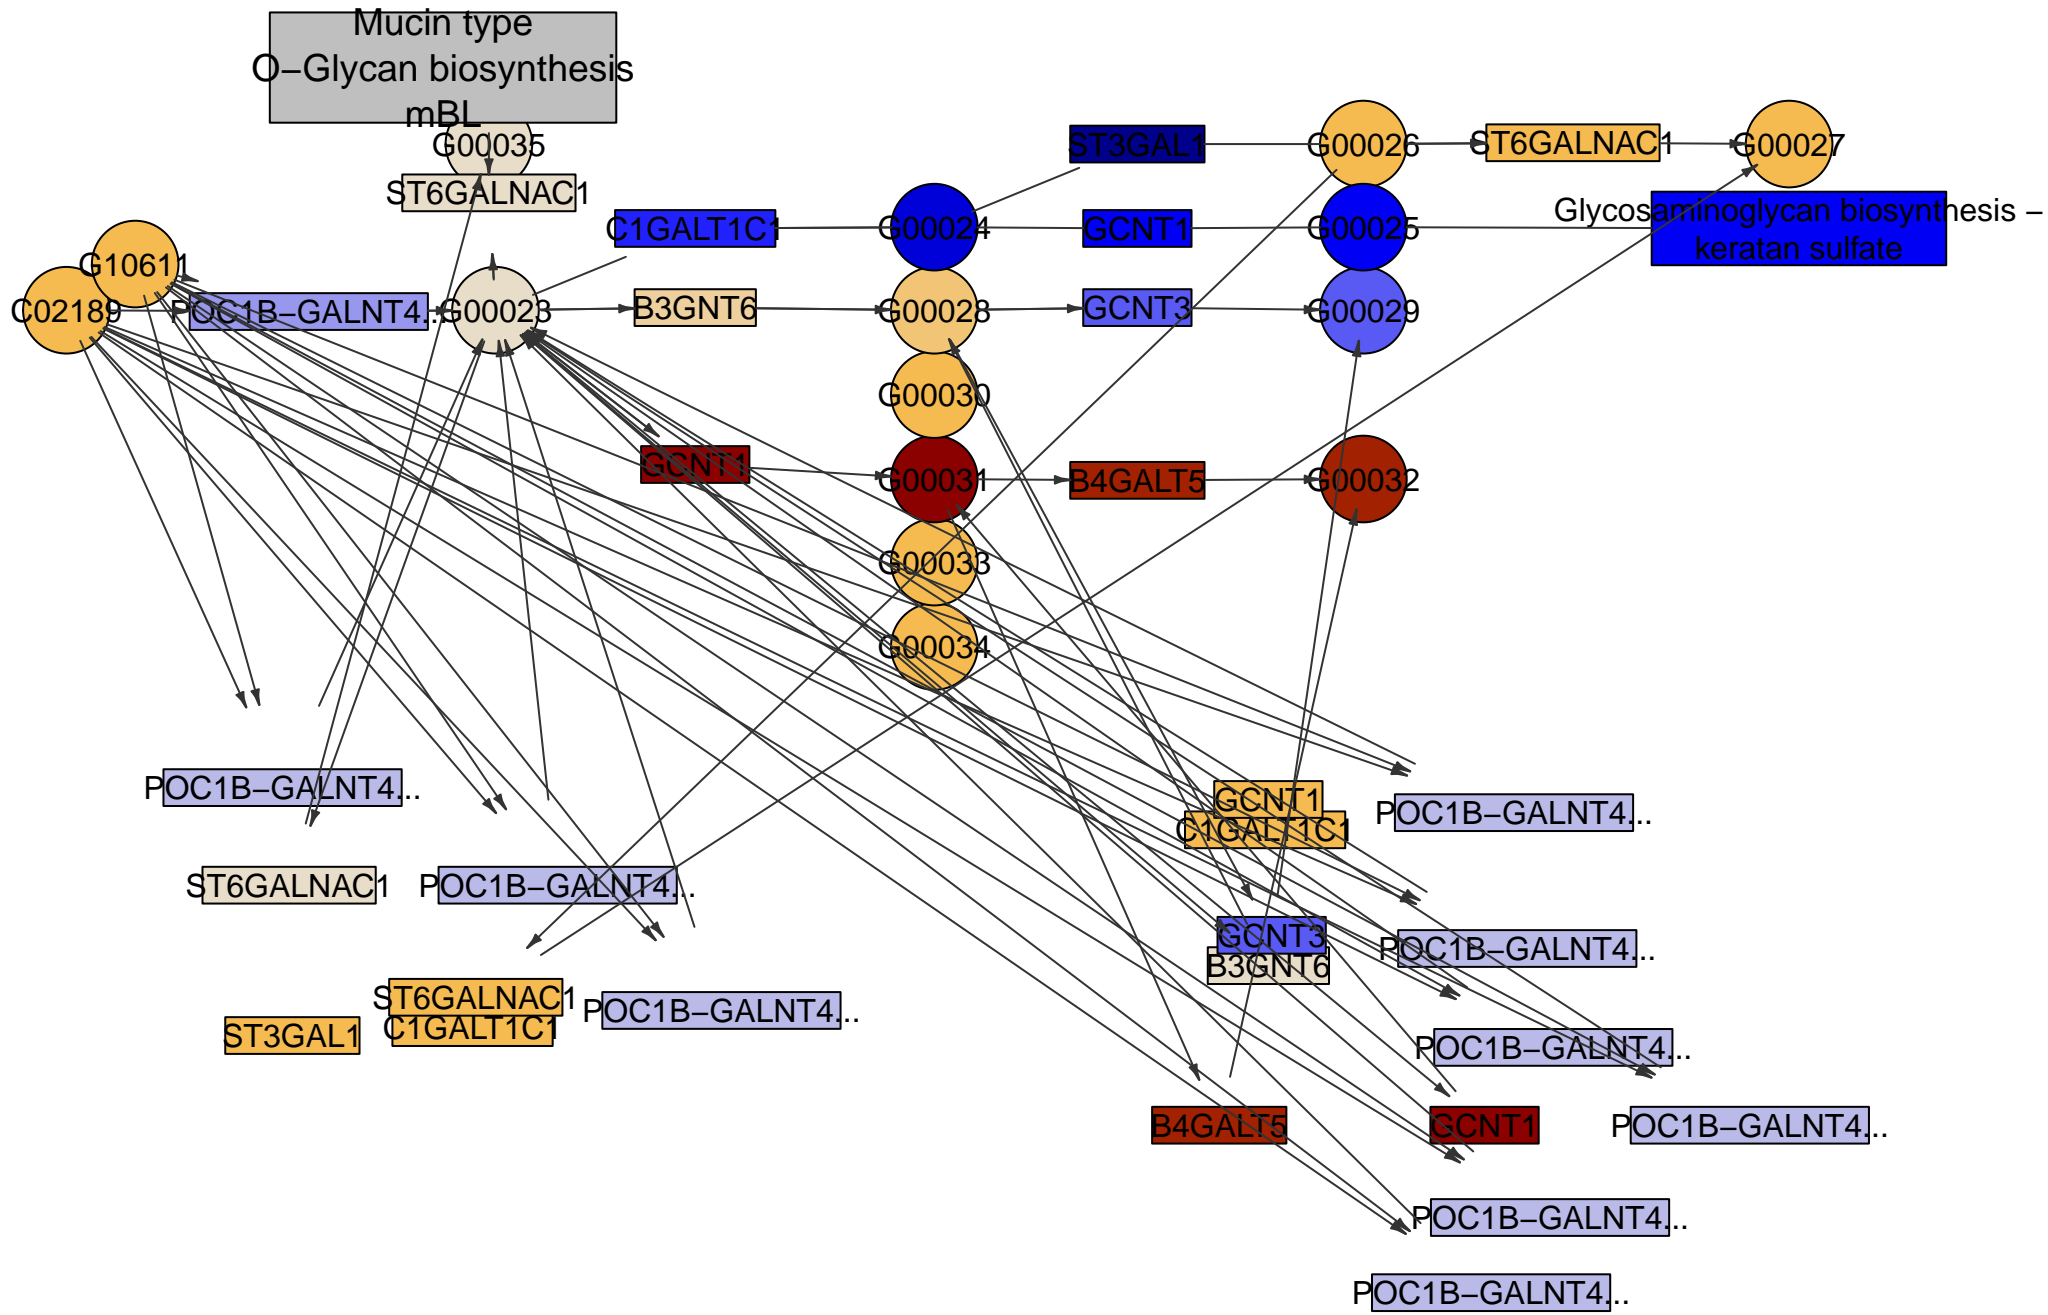 Mucin type
O−Glycan biosynthesis
mBL
G00035
ST6GALNAC1
ST3GAL1
G00026
ST6GALNAC1
G00027
C1GALT1C1
G00024
GCNT1
G00025
Glycosaminoglycan biosynthesis −
keratan sulfate
G10611
C02189
POC1B−GALNT4...
G00023
B3GNT6
G00028
GCNT3
G00029
G00030
GCNT1
G00031
B4GALT5
G00032
G00033
G00034
POC1B−GALNT4...
GCNT1
POC1B−GALNT4...
C1GALT1C1
ST6GALNAC1
POC1B−GALNT4...
GCNT3
POC1B−GALNT4...
B3GNT6
ST6GALNAC1
POC1B−GALNT4...
C1GALT1C1
ST3GAL1
POC1B−GALNT4...
B4GALT5
GCNT1
POC1B−GALNT4...
POC1B−GALNT4...
POC1B−GALNT4...